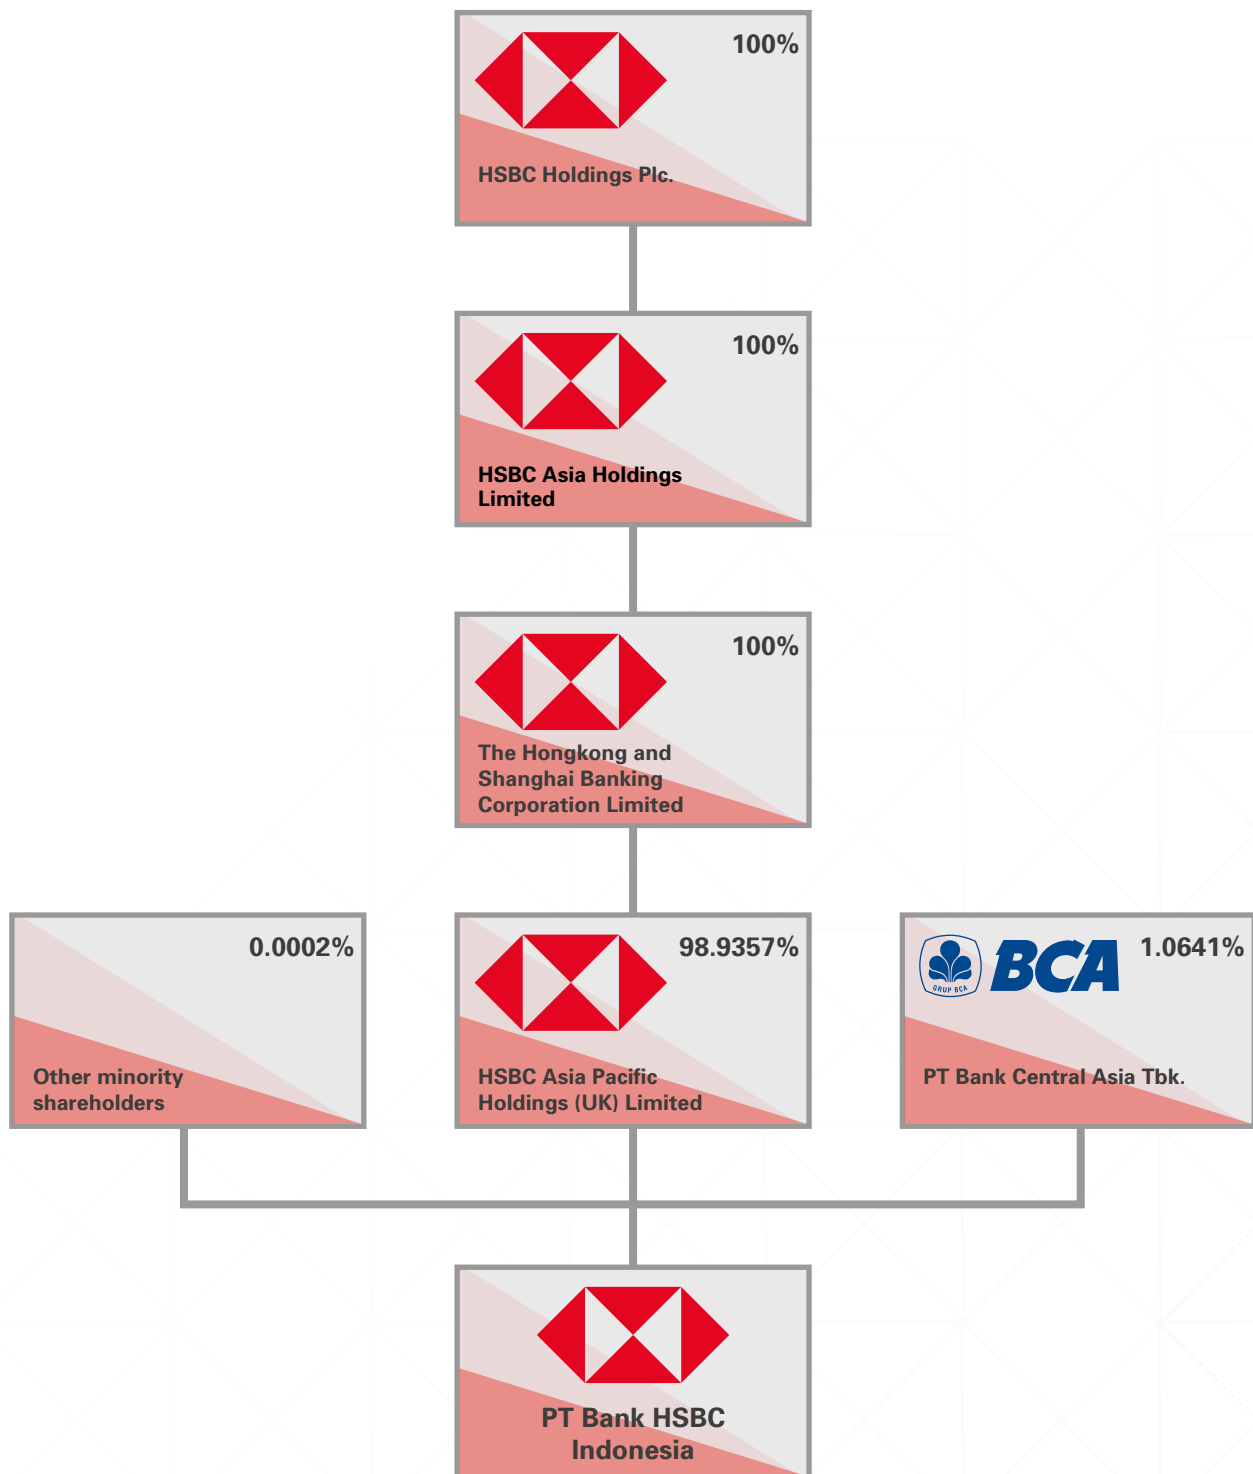 100%
HSBC Holdings Plc.
100%
HSBC Asia Holdings
Limited
100%
The Hongkong and
Shanghai Banking
Corporation Limited
0.0002%
Other minority
shareholders
98.9357%
HSBC Asia Pacific
Holdings (UK) Limited
BCA
1.0641%
GRUP BCA
PT Bank Central Asia Tbk.
PT Bank HSBC
Indonesia